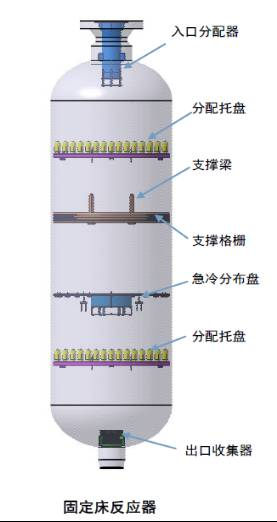 入口分配器
分配托盘
支撑梁
支撑格栅
急冷分布盘
分配托盘
出口收集器
固定床反应器